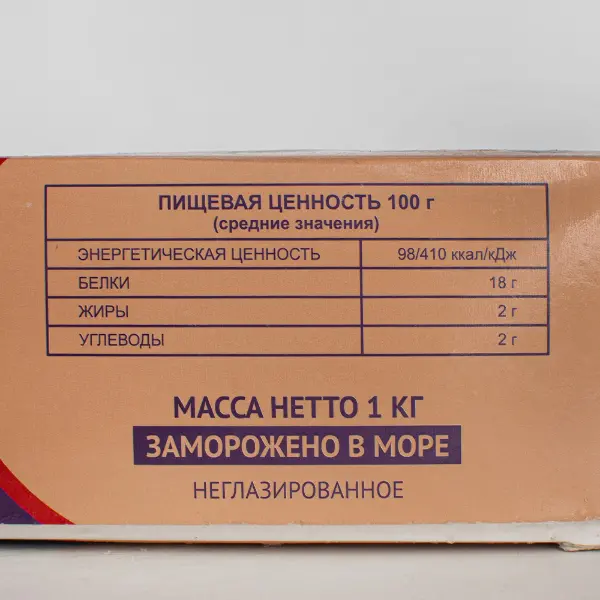 ПИЩЕВАЯ ЦЕННОСТЬ 100 г
(средние значения)
ЭНЕРГЕТИЧЕСКАЯ ЦЕННОСТЬ 98/410 ккал/кДж
БЕЛКИ 18 г
ЖИРЫ 2 г
УГЛЕВОДЫ 2 г
МАССА НЕТТО 1 КГ
ЗАМОРОЖЕНО В МОРЕ
НЕГЛАЗИРОВАННОЕ